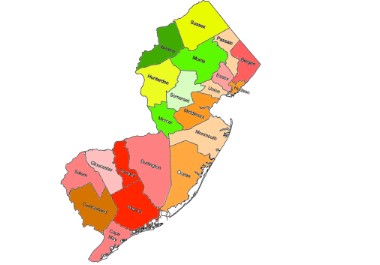 Sussex
Passaic
Bergen
Warren
Morris
Essex
Hudson
Hunterdon
Union
Somerset
Middlesex
Mercer
Monmouth
Burlington
Ocean
Gloucester
Camden
Salem
Atlantic
Cumberland
Cape
May